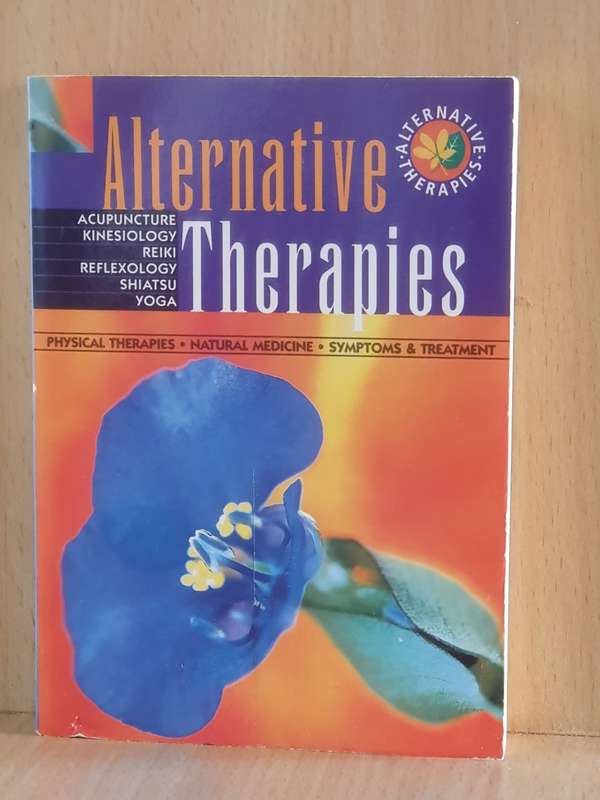 Alternative
Therapies
ALTERNATIVE
THERAPIES
ACUPUNCTURE
KINESIOLOGY
REIKI
REFLEXOLOGY
SHIATSU
YOGA
PHYSICAL THERAPIES • NATURAL MEDICINE • SYMPTOMS & TREATMENT